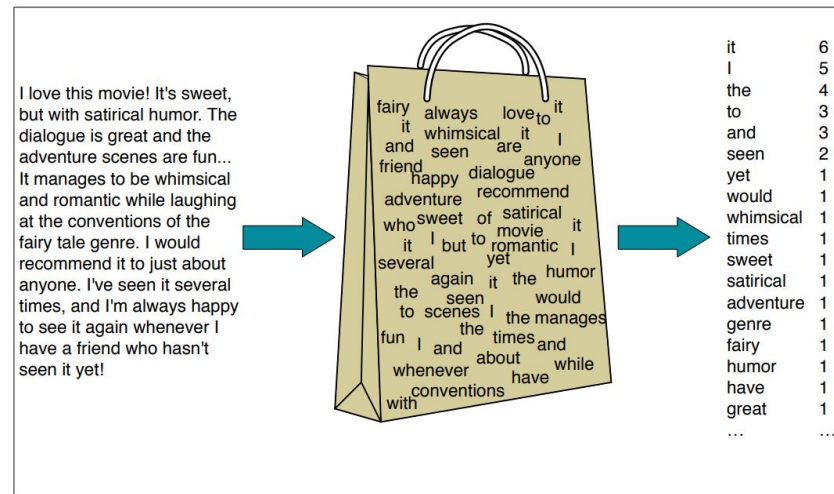 I love this movie! It's sweet,
but with satirical humor. The
dialogue is great and the
adventure scenes are fun...
It manages to be whimsical
and romantic while laughing
at the conventions of the
fairy tale genre. I would
recommend it to just about
anyone. I've seen it several
times, and I'm always happy
to see it again whenever I
have a friend who hasn't
seen it yet!
fairy always love to it
it whimsical it I
and seen are anyone
friend happy dialogue
adventure recommend
who sweet of satirical it
it I but to movie romantic I
several yet
again it the humor
the seen would
to scenes I the manages
fun I and the times and
whenever about while
have
conventions
with
it 6
I 5
the 4
to 3
and 3
seen 2
yet 1
would 1
whimsical 1
times 1
sweet 1
satirical 1
adventure 1
genre 1
fairy 1
humor 1
have 1
great 1
... ...